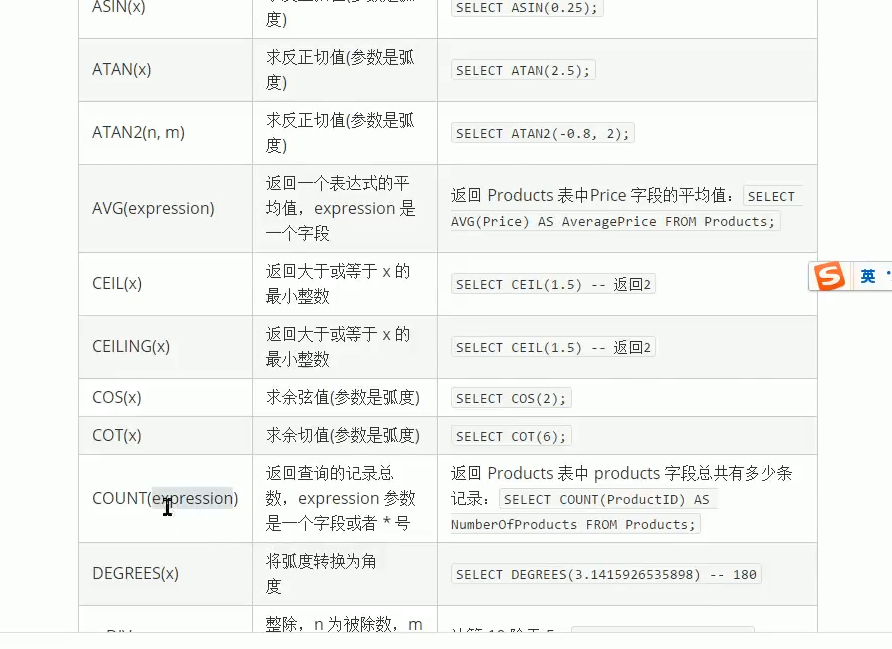 ASIN(x)
度)
SELECT ASIN(0.25);
ATAN(x)
求反正切值(参数是弧
度)
SELECT ATAN(2.5);
ATAN2(n, m)
求反正切值(参数是弧
度)
SELECT ATAN2(-0.8, 2);
AVG(expression)
返回一个表达式的平
均值，expression 是
一个字段
返回 Products 表中Price 字段的平均值： SELECT
AVG(Price) AS AveragePrice FROM Products;
CEIL(x)
返回大于或等于 x 的
最小整数
SELECT CEIL(1.5) -- 返回2
CEILING(x)
返回大于或等于 x 的
最小整数
SELECT CEIL(1.5) -- 返回2
COS(x)
求余弦值(参数是弧度)
SELECT COS(2);
COT(x)
求余切值(参数是弧度)
SELECT COT(6);
COUNT(expression)
返回查询的记录总
数，expression 参数
是一个字段或者 * 号
返回 Products 表中 products 字段总共有多少条
记录： SELECT COUNT(ProductID) AS
NumberOfProducts FROM Products;
DEGREES(x)
将弧度转换为角
度
SELECT DEGREES(3.1415926535898) -- 180
整除，n 为被除数，m
英